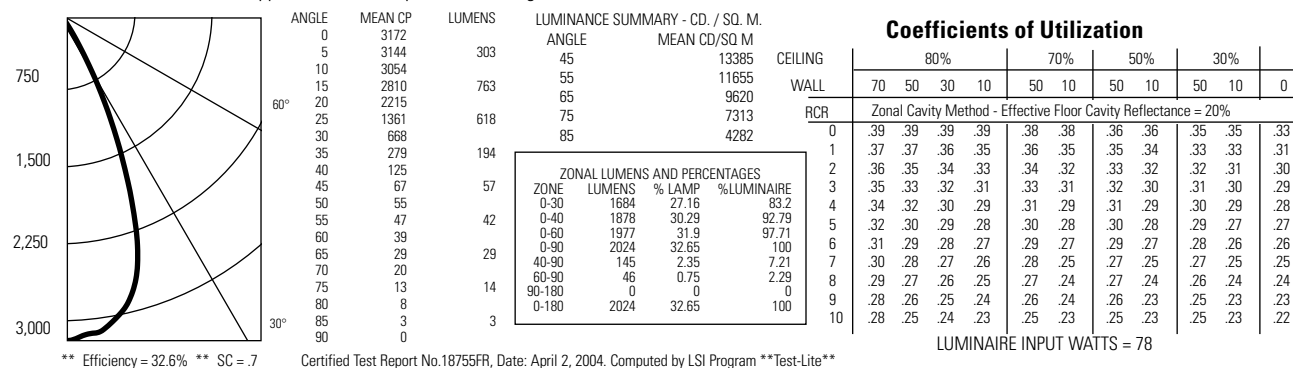 750
1,500
2,250
3,000
60°
30°
** Efficiency = 32.6% ** SC = .7
ANGLE MEAN CP LUMENS
0 3172
5 3144 303
10 3054
15 2810 763
20 2215
25 1361 618
30 668
35 279 194
40 125
45 67 57
50 55
55 47 42
60 39
65 29 29
70 20
75 13 14
80 8
85 3 3
90 0
LUMINANCE SUMMARY - CD. / SQ. M.
ANGLE MEAN CD/SQ M
45 13385
55 11655
65 9620
75 7313
85 4282
ZONAL LUMENS AND PERCENTAGES
ZONE LUMENS % LAMP %LUMINAIRE
0-30 1684 27.16 83.2
0-40 1878 30.29 92.79
0-60 1977 31.9 97.71
0-90 2024 32.65 100
40-90 145 2.35 7.21
60-90 46 0.75 2.29
90-180 0 0 0
0-180 2024 32.65 100
Certified Test Report No.18755FR, Date: April 2, 2004. Computed by LSI Program **Test-Lite**
Coefficients of Utilization
CEILING 80% 70% 50% 30%
WALL 70 50 30 10 50 10 50 10 50 10 0
RCR Zonal Cavity Method - Effective Floor Cavity Reflectance = 20%
0 .39 .39 .39 .39 .38 .38 .36 .36 .35 .35 .33
1 .37 .37 .36 .35 .36 .35 .35 .34 .33 .33 .31
2 .36 .35 .34 .33 .34 .32 .33 .32 .32 .31 .30
3 .35 .33 .32 .31 .33 .31 .32 .30 .31 .30 .29
4 .34 .32 .30 .29 .31 .29 .31 .29 .30 .29 .28
5 .32 .30 .29 .28 .30 .28 .30 .28 .29 .27 .27
6 .31 .29 .28 .27 .29 .27 .29 .27 .28 .26 .26
7 .30 .28 .27 .26 .28 .25 .27 .25 .27 .25 .25
8 .29 .27 .26 .25 .27 .24 .27 .24 .26 .24 .24
9 .28 .26 .25 .24 .26 .24 .26 .23 .25 .23 .23
10 .28 .25 .24 .23 .25 .23 .25 .23 .25 .23 .22
LUMINAIRE INPUT WATTS = 78